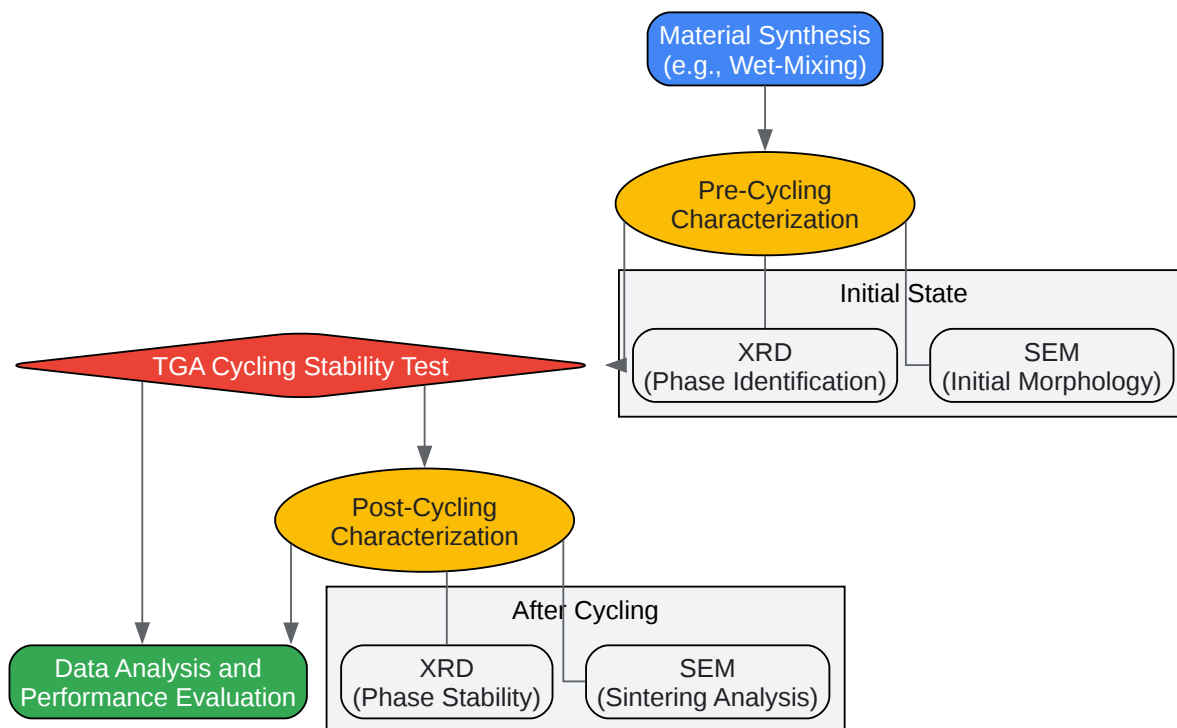 Material Synthesis
(e.g., Wet-Mixing)
Pre-Cycling
Characterization
Initial State
XRD
(Phase Identification)
SEM
(Initial Morphology)
TGA Cycling Stability Test
Post-Cycling
Characterization
After Cycling
XRD
(Phase Stability)
SEM
(Sintering Analysis)
Data Analysis and
Performance Evaluation